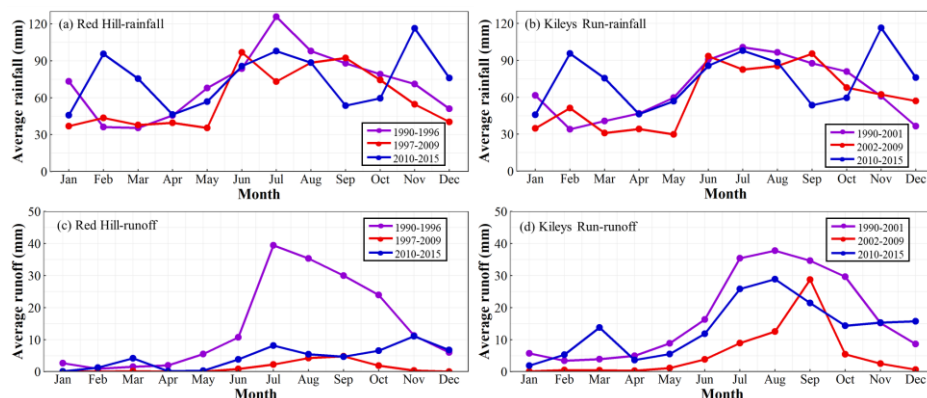 (a) Red Hill-rainfall
Average rainfall (mm)
120
90
60
30
0
1990-1996
1997-2009
2010-2015
Jan Feb Mar Apr May Jun Jul Aug Sep Oct Nov Dec
Month
(b) Kileys Run-rainfall
Average rainfall (mm)
120
90
60
30
0
1990-2001
2002-2009
2010-2015
Jan Feb Mar Apr May Jun Jul Aug Sep Oct Nov Dec
Month
(c) Red Hill-runoff
Average runoff (mm)
50
40
30
20
10
0
1990-1996
1997-2009
2010-2015
Jan Feb Mar Apr May Jun Jul Aug Sep Oct Nov Dec
Month
(d) Kileys Run-runoff
Average runoff (mm)
50
40
30
20
10
0
1990-2001
2002-2009
2010-2015
Jan Feb Mar Apr May Jun Jul Aug Sep Oct Nov Dec
Month